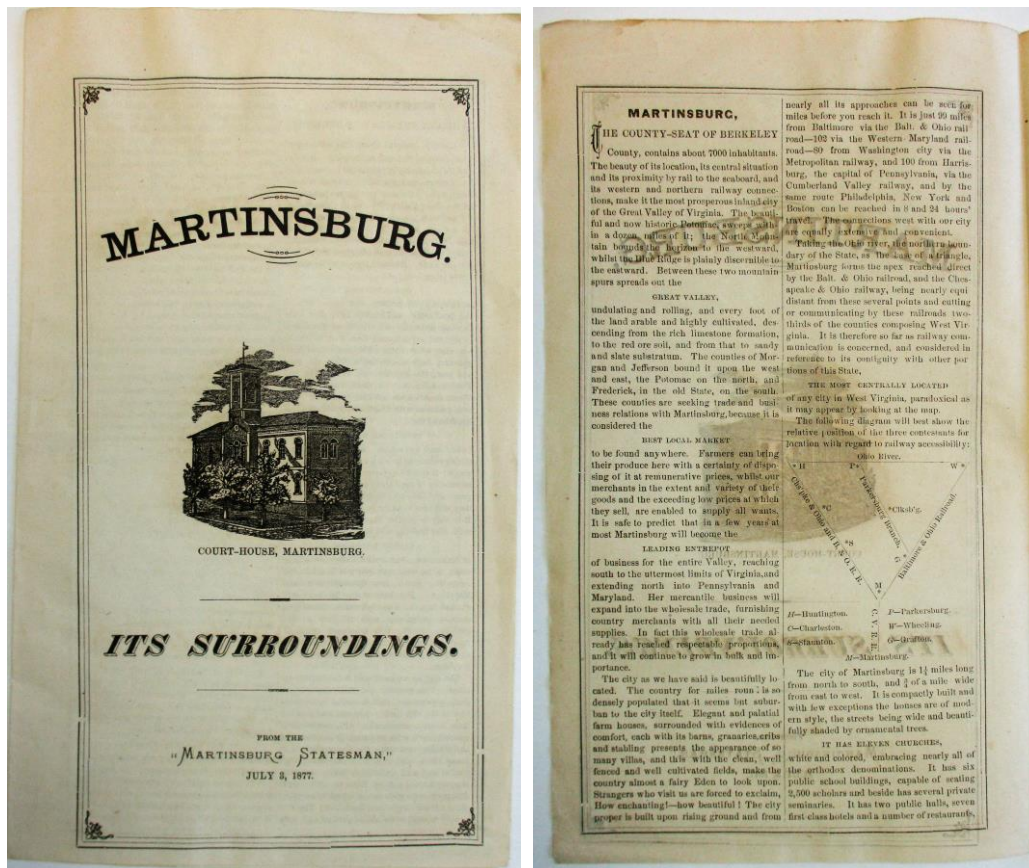 MARTINSBURG.
COURT-HOUSE, MARTINSBURG.
ITS SURROUNDINGS.
FROM THE
"MARTINSBURG STATESMAN,"
JULY 3, 1877.
MARTINSBURG,
THE COUNTY-SEAT OF BERKELEY
County, contains about 7000 inhabitants.
The beauty of its location, its central situation
and its proximity by rail to the seaboard, and
its western and northern railway connec-
tions, make it the most prosperous inland city
of the Great Valley of Virginia. The beauti-
ful and now historic Potomac, sweeps with-
in a dozen miles of it; the North Moun-
tain bounds the horizon to the westward,
whilst the Blue Ridge is plainly discernible to
the eastward. Between these two mountain
spurs spreads out the
GREAT VALLEY,
undulating and rolling, and every foot of
the land arable and highly cultivated, des-
cending from the rich limestone formation,
to the red ore soil, and from that to sandy
and slate substratum. The counties of Mor-
gan and Jefferson bound it upon the west
and east, the Potomac on the north, and
Frederick, in the old State, on the south.
These counties are seeking trade and busi-
ness relations with Martinsburg, because it is
considered the
BEST LOCAL MARKET
to be found anywhere. Farmers can bring
their produce here with a certainty of dispo-
sing of it at remunerative prices, whilst our
merchants in the extent and variety of their
goods and the exceeding low prices at which
they sell, are enabled to supply all wants.
It is safe to predict that in a few years at
most Martinsburg will become the
LEADING ENTREPOT
of business for the entire Valley, reaching
south to the uttermost limits of Virginia, and
extending north into Pennsylvania and
Maryland. Her mercantile business will
expand into the wholesale trade, furnishing
country merchants with all their needed
supplies. In fact this wholesale trade al-
ready has reached respectable proportions,
and it will continue to grow in bulk and im-
portance.
The city as we have said is beautifully lo-
cated. The country for miles roun is so
densely populated that it seems but subur-
ban to the city itself. Elegant and palatial
farm houses, surrounded with evidences of
comfort, each with its barns, granaries, cribs
and stabling presents the appearance of so
many villas, and this with the clean, well
fenced and well cultivated fields, make the
country almost a fairy Eden to look upon.
Strangers who visit us are forced to exclaim,
How enchanting!—how beautiful! The city
proper is built upon rising ground and from
nearly all its approaches can be seen for
miles before you reach it. It is just 99 miles
from Baltimore via the Balt. & Ohio rail
road—102 via the Western Maryland rail-
road—80 from Washington city via the
Metropolitan railway, and 100 from Harris-
burg, the capital of Pennsylvania, via the
Cumberland Valley railway, and by the
same route Philadelphia, New York and
Boston can be reached in 8 and 24 hours'
travel. The connections west with our city
are equally extensive and convenient.
Taking the Ohio river, the northern boun-
dary of the State, as the base of a triangle,
Martinsburg forms the apex reached direct
by the Balt. & Ohio railroad, and the Ches-
apeake & Ohio railway, being nearly equi
distant from these several points and cutting
or communicating by these railroads two-
thirds of the counties composing West Vir-
ginia. It is therefore so far as railway com-
munication is concerned, and considered in
reference to its contiguity with other por
tions of this State,
THE MOST CENTRALLY LOCATED
of any city in West Virginia, paradoxical as
it may appear by looking at the map.
The following diagram will best show the
relative position of the three contestants for
location with regard to railway accessibility:
Ohio River.
* H P * W *
Chs'pke & Ohio and B. & O. R. R.
Parkersburg Branch.
Baltimore & Ohio Railroad.
*C
*Clksb'g.
*S
G
M
C. V. R. R.
H—Huntington. P—Parkersburg.
C—Charleston. W—Wheeling.
S—Staunton. G—Grafton.
M—Martinsburg.
The city of Martinsburg is 1¼ miles long
from north to south, and ¾ of a mile wide
from east to west. It is compactly built and
with few exceptions the houses are of mod-
ern style, the streets being wide and beauti-
fully shaded by ornamental trees.
IT HAS ELEVEN CHURCHES,
white and colored, embracing nearly all of
the orthodox denominations. It has six
public school buildings, capable of seating
2,500 scholars and beside has several private
seminaries. It has two public halls, seven
first class hotels and a number of restaurants,